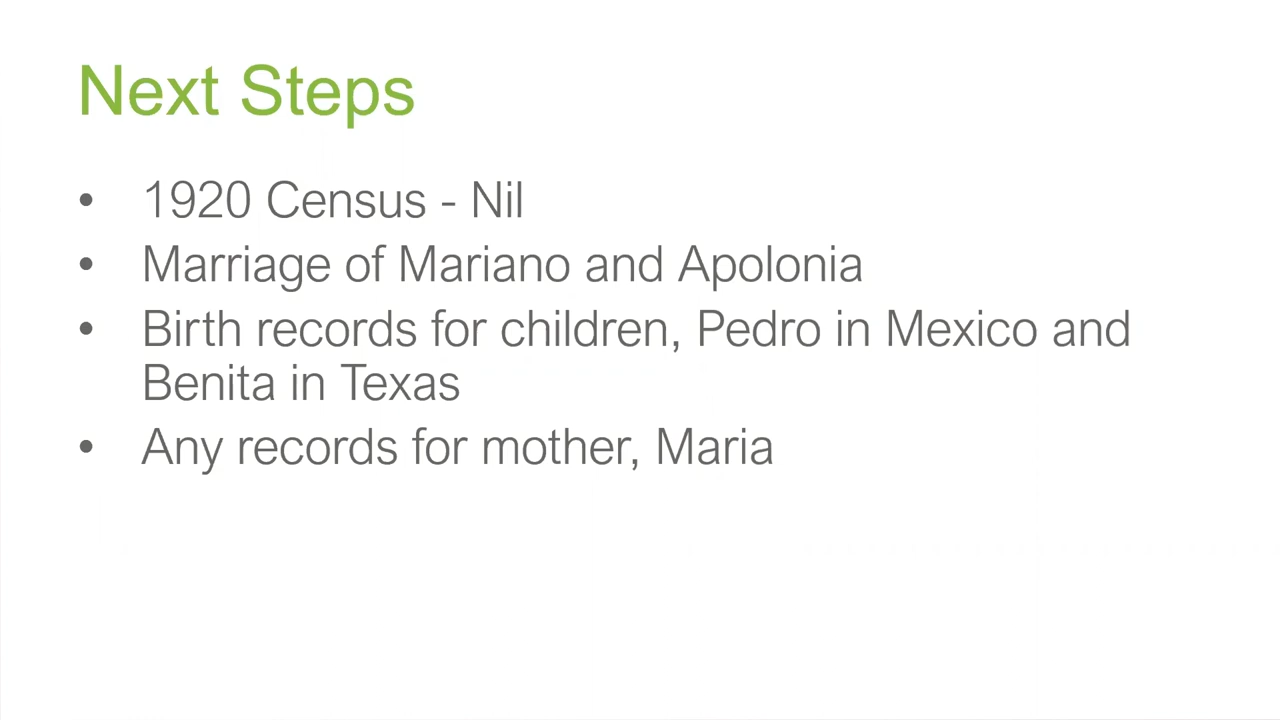 Next Steps
• 1920 Census - Nil
• Marriage of Mariano and Apolonia
• Birth records for children, Pedro in Mexico and
Benita in Texas
• Any records for mother, Maria